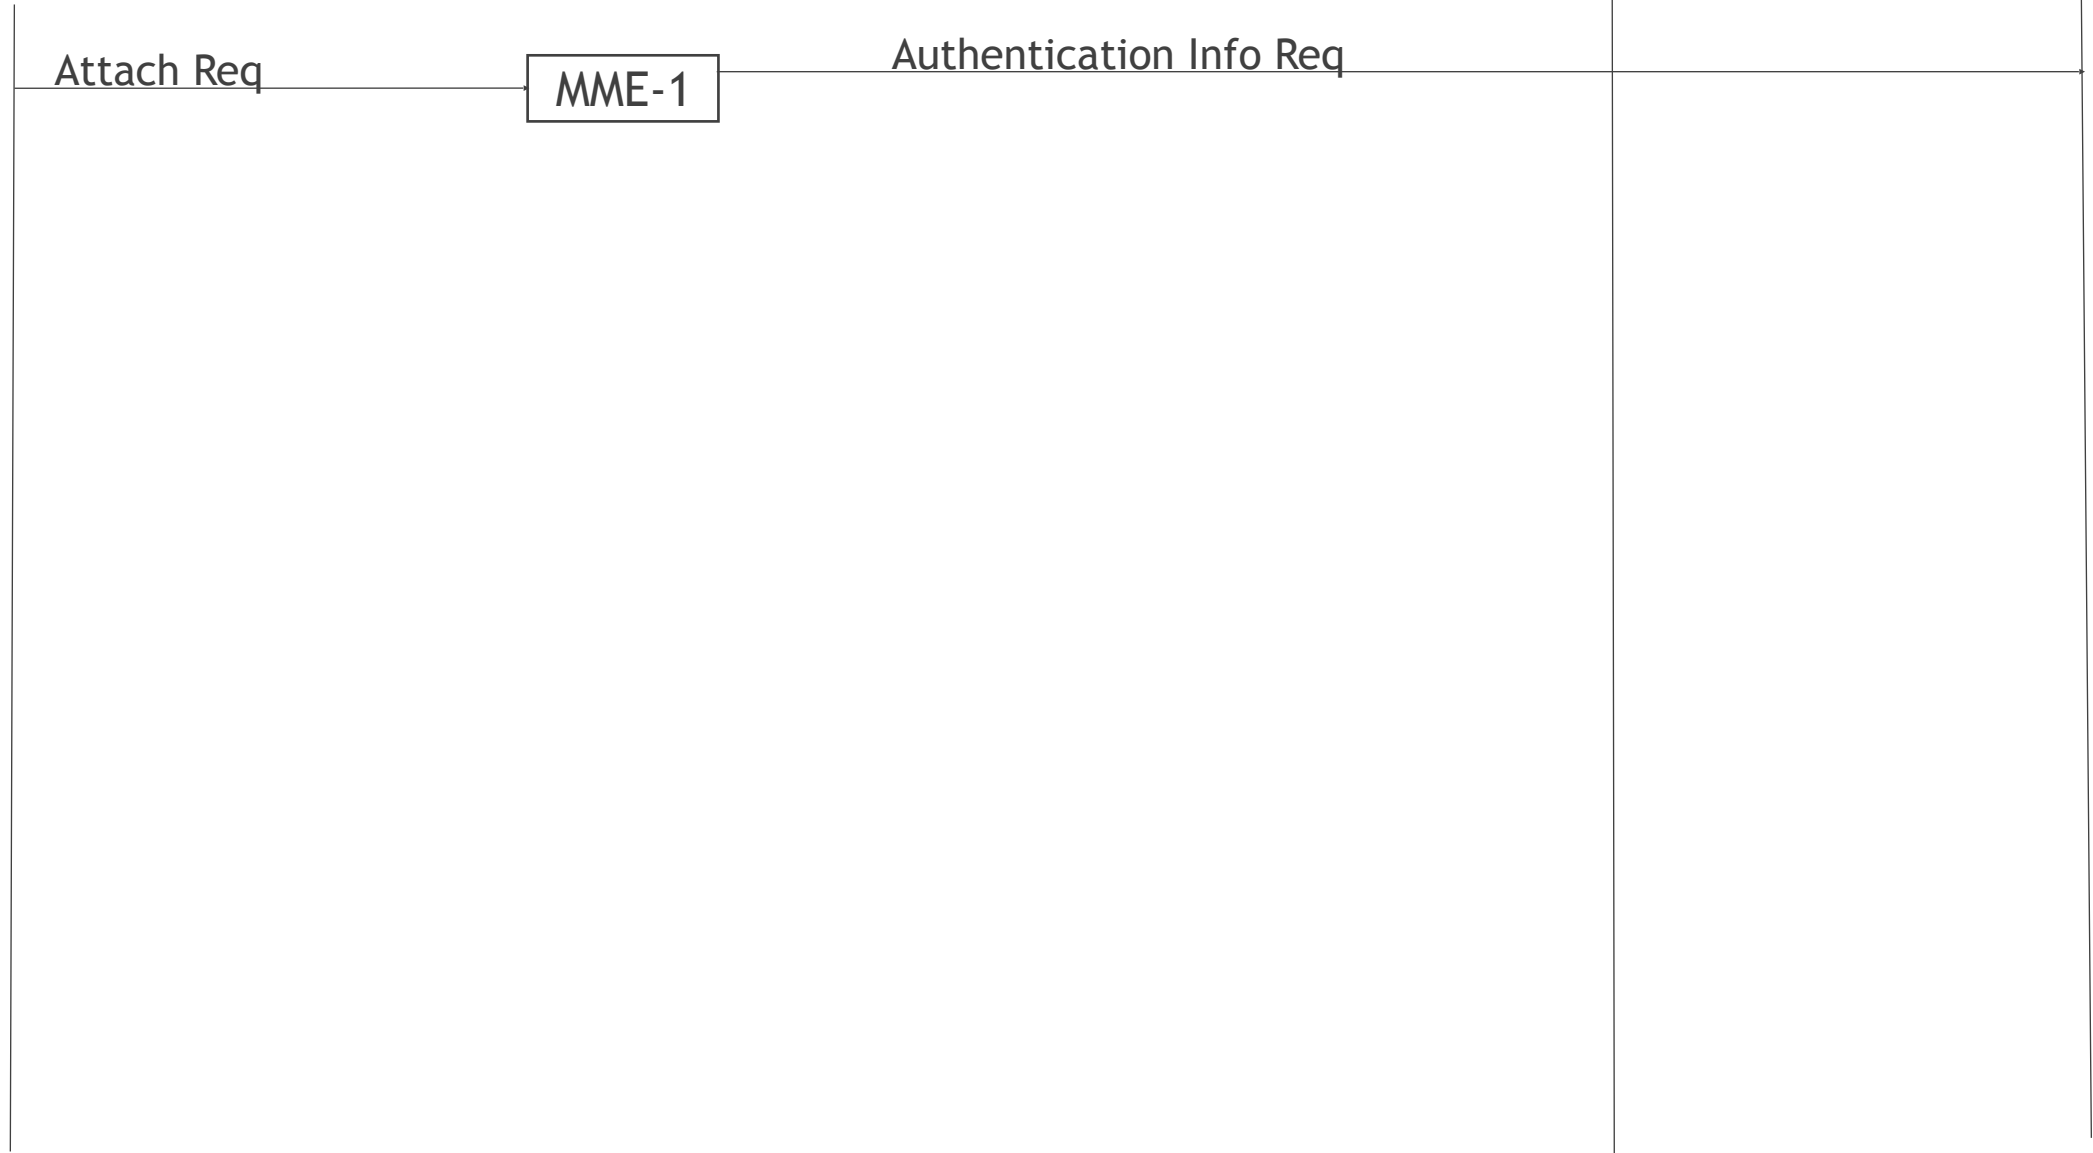 Attach Req
MME-1
Authentication Info Req